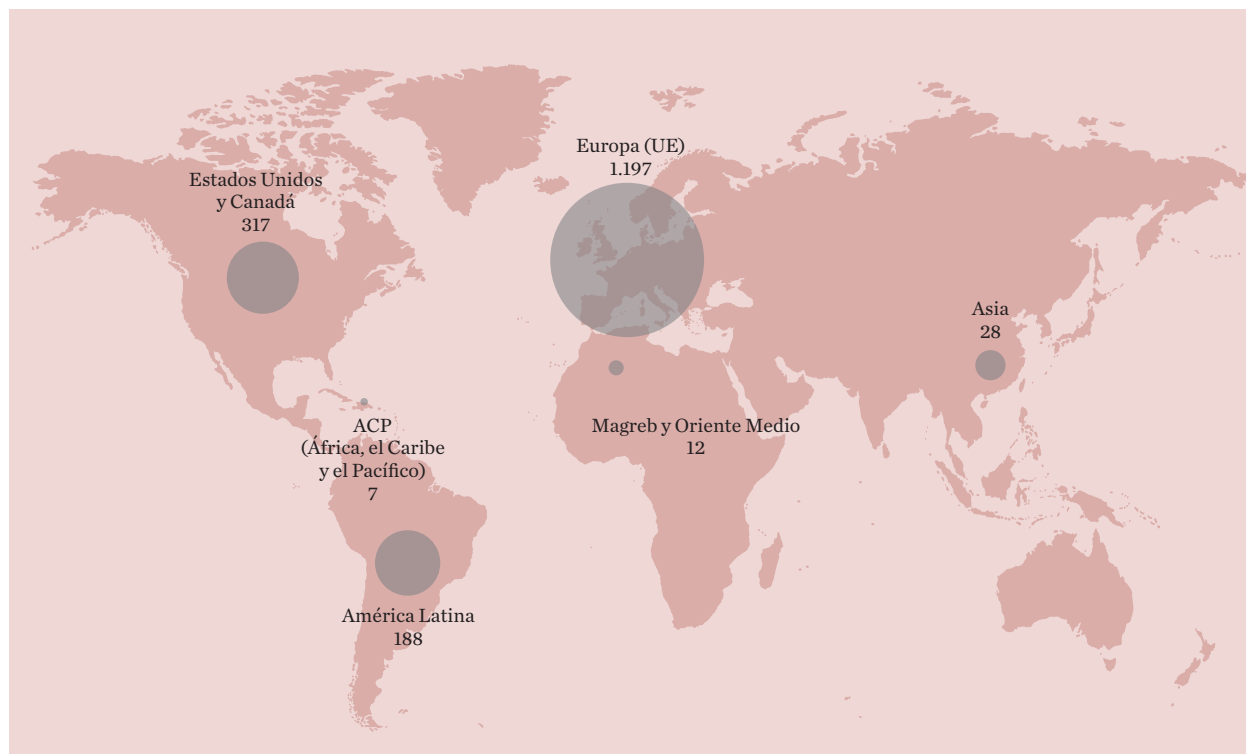 Europa (UE)
1.197
Estados Unidos
y Canadá
317
Asia
28
ACP
(África, el Caribe
y el Pacífico)
7
Magreb y Oriente Medio
12
América Latina
188